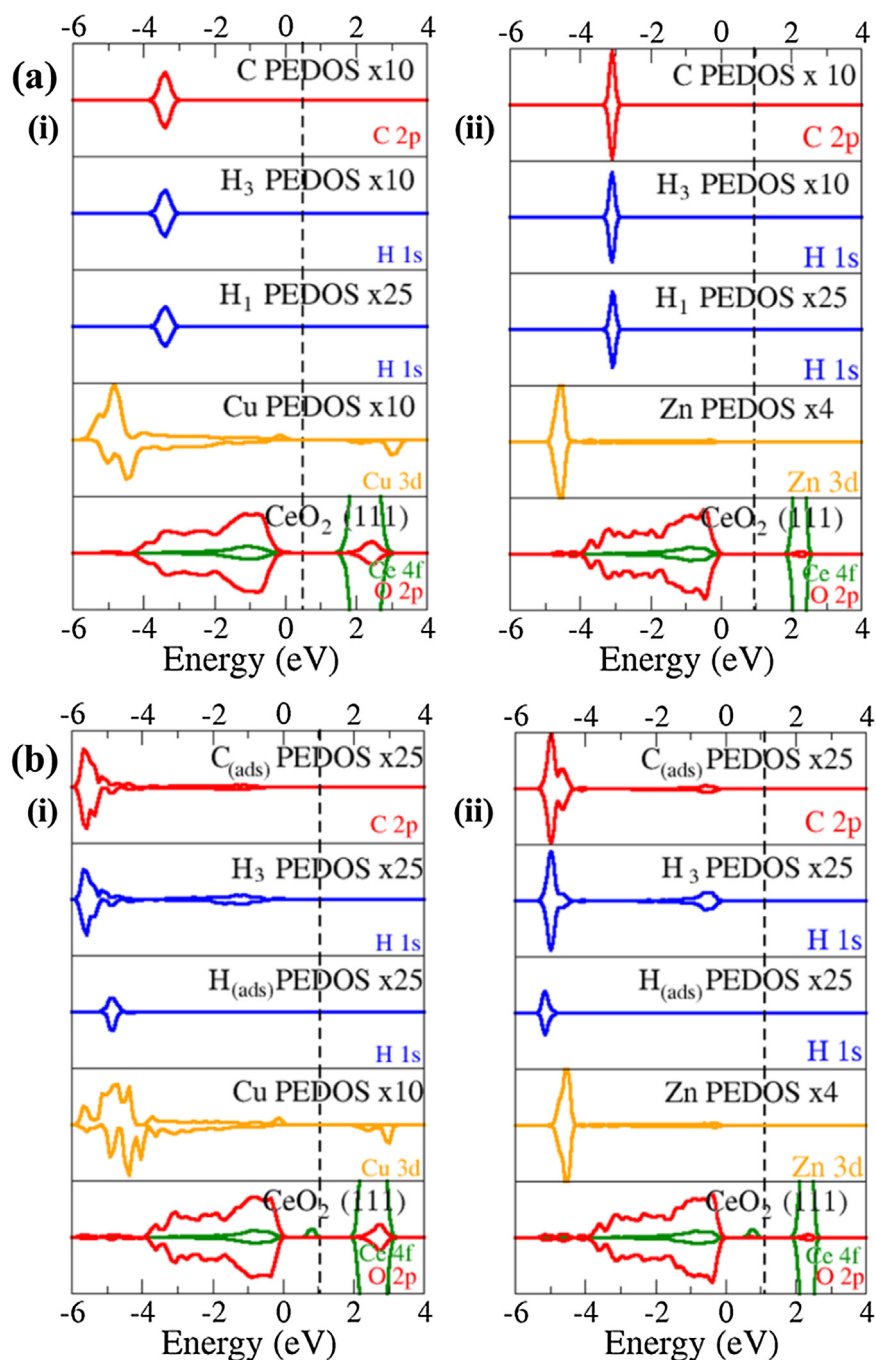 -6 -4 -2 0 2 4
-6 -4 -2 0 2 4
(a)
(i)
C PEDOS x10
C 2p
H3 PEDOS x10
H 1s
H1 PEDOS x25
H 1s
Cu PEDOS x10
Cu 3d
CeO2 (111)
Ce 4f
O 2p
-6 -4 -2 0 2 4
Energy (eV)
(ii)
C PEDOS x 10
C 2p
H3 PEDOS x10
H 1s
H1 PEDOS x25
H 1s
Zn PEDOS x4
Zn 3d
CeO2 (111)
Ce 4f
O 2p
-6 -4 -2 0 2 4
Energy (eV)
-6 -4 -2 0 2 4
-6 -4 -2 0 2 4
(b)
(i)
C(ads) PEDOS x25
C 2p
H3 PEDOS x25
H 1s
H(ads) PEDOS x25
H 1s
Cu PEDOS x10
Cu 3d
CeO2 (111)
Ce 4f
O 2p
-6 -4 -2 0 2 4
Energy (eV)
(ii)
C(ads) PEDOS x25
C 2p
H3 PEDOS x25
H 1s
H(ads) PEDOS x25
H 1s
Zn PEDOS x4
Zn 3d
CeO2 (111)
Ce 4f
O 2p
-6 -4 -2 0 2 4
Energy (eV)